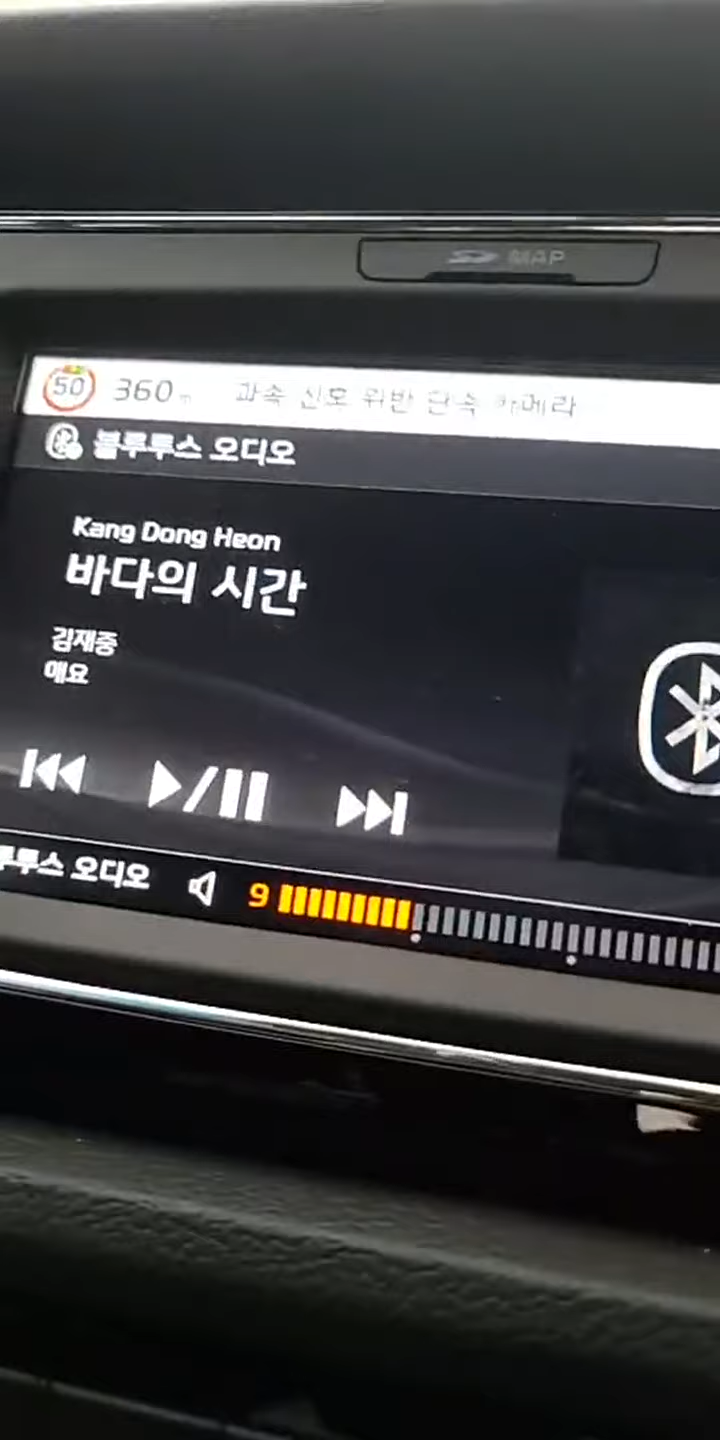 MAP
50 360 m 과속 신호 위반 단속 카메라
블루투스 오디오
Kang Dong Heon
바다의 시간
김재중
애요
루투스 오디오 9